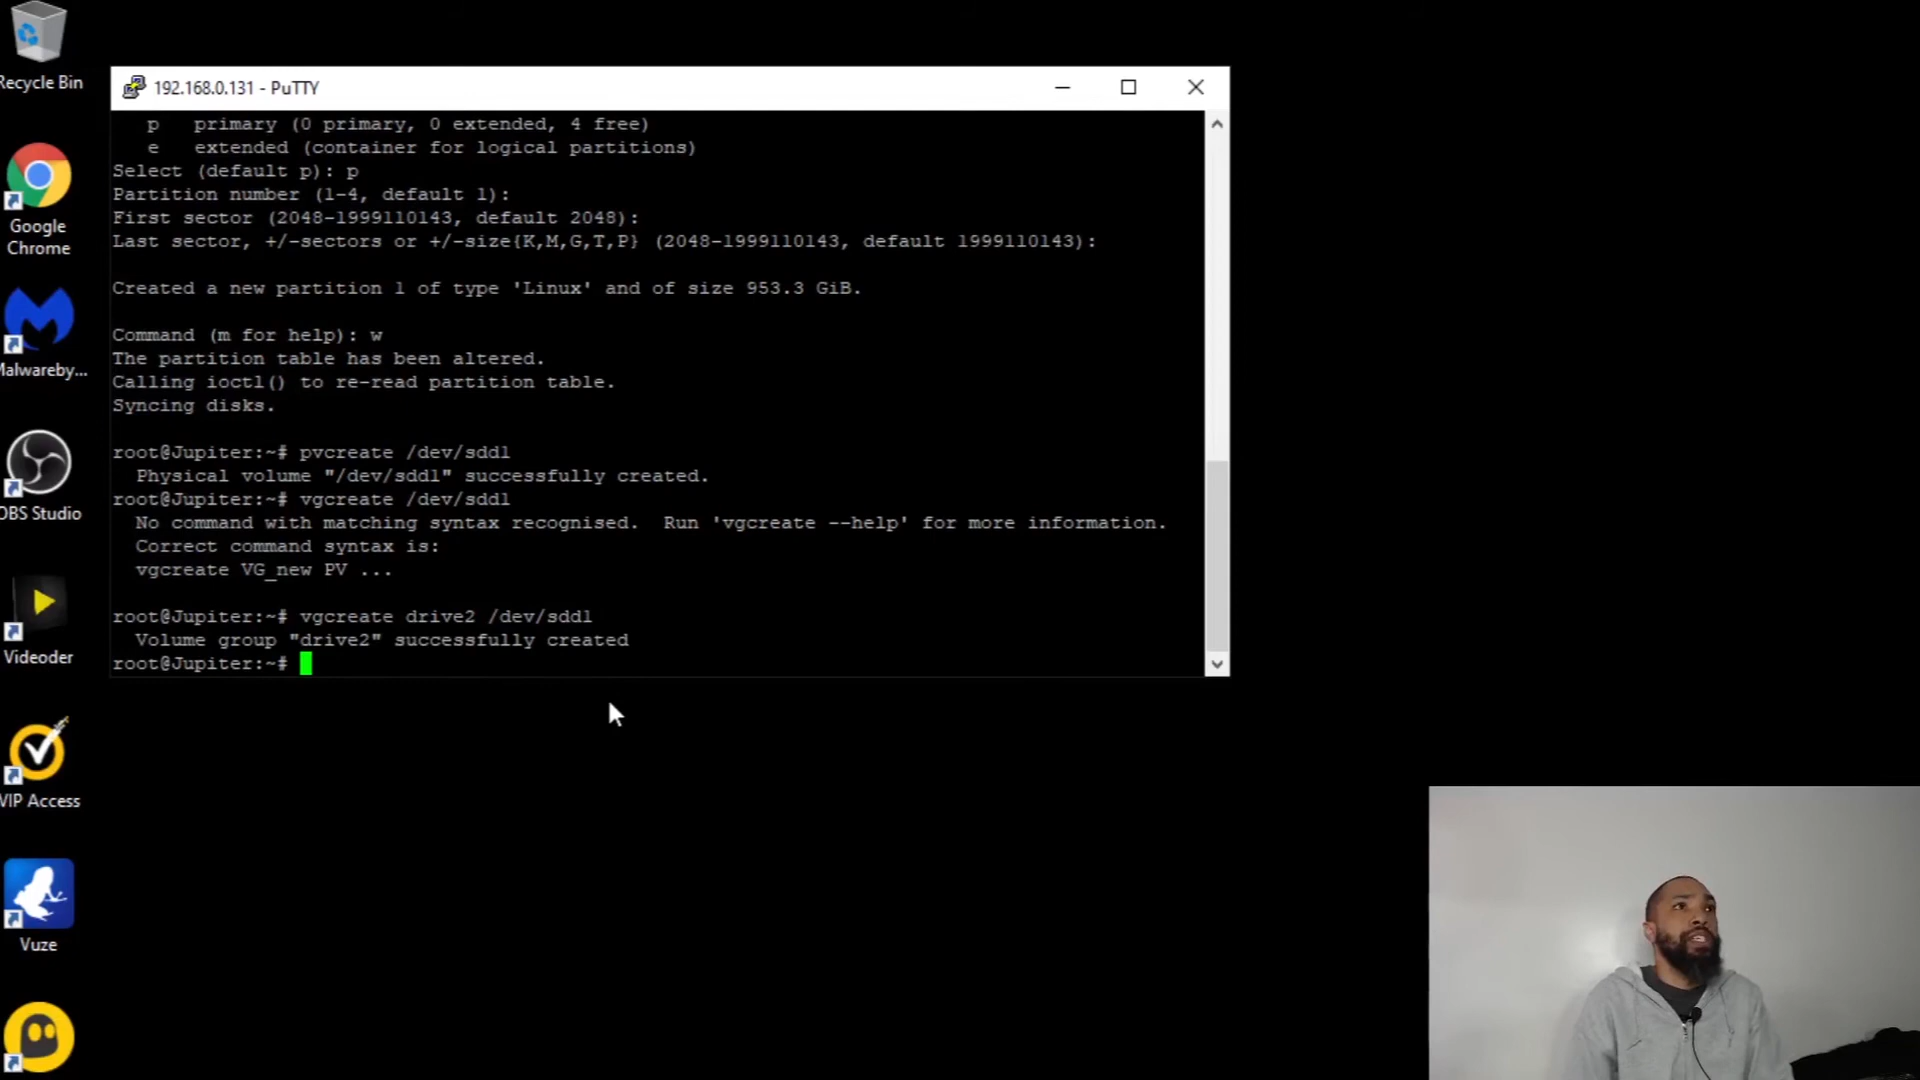 Recycle Bin
Google
Chrome
Malwareby...
OBS Studio
Videoder
VIP Access
Vuze
192.168.0.131 - PuTTY
p primary (0 primary, 0 extended, 4 free)
e extended (container for logical partitions)
Select (default p): p
Partition number (1-4, default 1):
First sector (2048-1999110143, default 2048):
Last sector, +/-sectors or +/-size{K,M,G,T,P} (2048-1999110143, default 1999110143):
Created a new partition 1 of type 'Linux' and of size 953.3 GiB.
Command (m for help): w
The partition table has been altered.
Calling ioctl() to re-read partition table.
Syncing disks.
root@Jupiter:~# pvcreate /dev/sdd1
Physical volume "/dev/sdd1" successfully created.
root@Jupiter:~# vgcreate /dev/sdd1
No command with matching syntax recognised. Run 'vgcreate --help' for more information.
Correct command syntax is:
vgcreate VG_new PV ...
root@Jupiter:~# vgcreate drive2 /dev/sdd1
Volume group "drive2" successfully created
root@Jupiter:~#